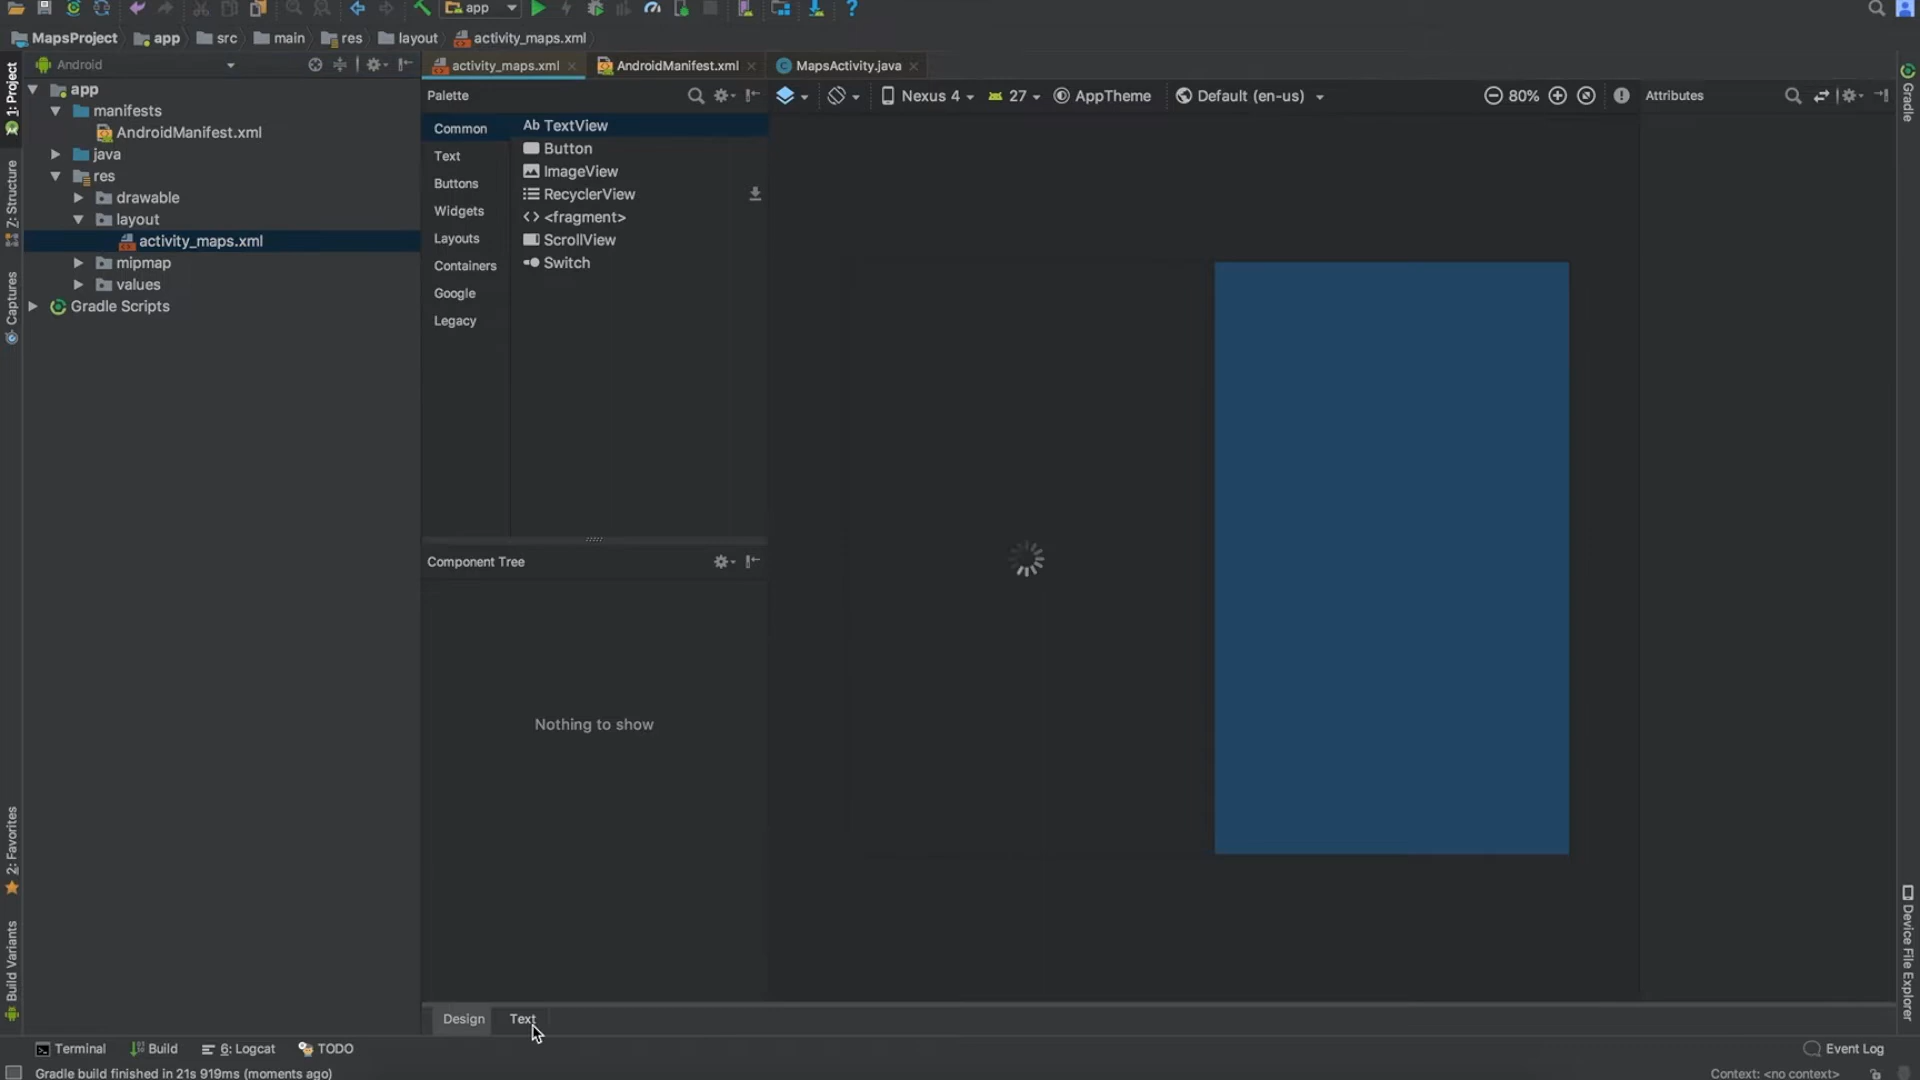 app
MapsProject app src main res layout activity_maps.xml
Android
activity_maps.xml AndroidManifest.xml MapsActivity.java
1: Project
Z: Structure
Captures
2: Favorites
Build Variants
app
manifests
AndroidManifest.xml
java
res
drawable
layout
activity_maps.xml
mipmap
values
Gradle Scripts
Palette
Common
Text
Buttons
Widgets
Layouts
Containers
Google
Legacy
Ab TextView
Button
ImageView
RecyclerView
<fragment>
ScrollView
Switch
Nexus 4 27 AppTheme Default (en-us) 80%
Attributes
Gradle
Component Tree
Nothing to show
Device File Explorer
Design Text
Terminal Build 6: Logcat TODO
Event Log
Gradle build finished in 21s 919ms (moments ago)
Context: <no context>